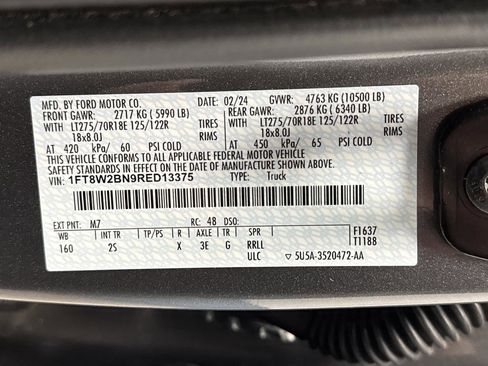 MFD. BY FORD MOTOR CO.
DATE: 02/24 GVWR: 4763 KG (10500 LB)
FRONT GAWR: 2717 KG ( 5990 LB) REAR GAWR: 2876 KG ( 6340 LB)
WITH LT275/70R18E 125/122R TIRES WITH LT275/70R18E 125/122R TIRES
18x8.0J RIMS 18x8.0J RIMS
AT 420 kPa/ 60 PSI COLD AT 450 kPa/ 65 PSI COLD
THIS VEHICLE CONFORMS TO ALL APPLICABLE FEDERAL MOTOR VEHICLE
SAFETY STANDARDS IN EFFECT ON THE DATE OF MANUFACTURE SHOWN ABOVE.
VIN: 1FT8W2BN9RED13375 TYPE: Truck
EXT PNT: M7 RC: 4B DSO: F1637
WB INT TR TP/PS R AXLE TR SPR T1188
160 2S X 3E G RRLL
ULC 5U5A-3520472-AA